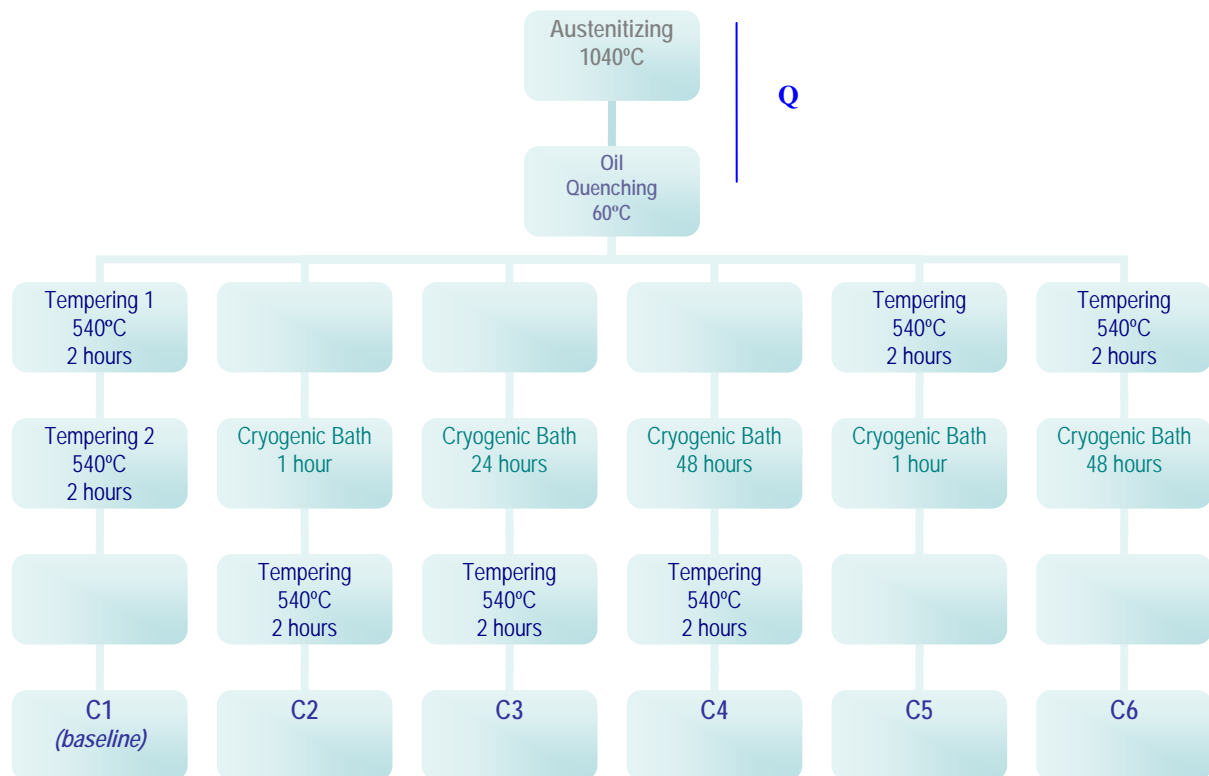 Austenitizing
1040ºC
Q
Oil
Quenching
60ºC
Tempering 1
540ºC
2 hours
Tempering
540ºC
2 hours
Tempering
540ºC
2 hours
Tempering 2
540ºC
2 hours
Cryogenic Bath
1 hour
Cryogenic Bath
24 hours
Cryogenic Bath
48 hours
Cryogenic Bath
1 hour
Cryogenic Bath
48 hours
Tempering
540ºC
2 hours
Tempering
540ºC
2 hours
Tempering
540ºC
2 hours
C1
(baseline)
C2
C3
C4
C5
C6